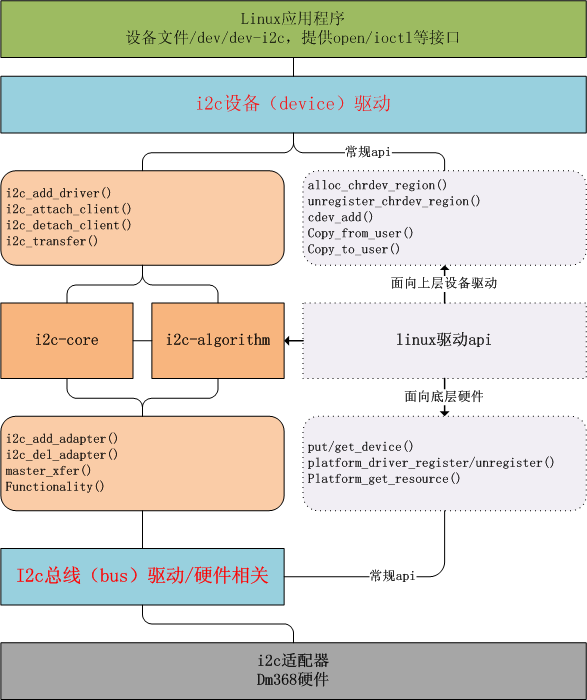 Linux应用程序
设备文件/dev/dev-i2c，提供open/ioctl等接口
i2c设备（device）驱动
常规api
i2c_add_driver()
i2c_attach_client()
i2c_detach_client()
i2c_transfer()
alloc_chrdev_region()
unregister_chrdev_region()
cdev_add()
Copy_from_user()
Copy_to_user()
面向上层设备驱动
i2c-core
i2c-algorithm
linux驱动api
面向底层硬件
i2c_add_adapter()
i2c_del_adapter()
master_xfer()
Functionality()
put/get_device()
platform_driver_register/unregister()
Platform_get_resource()
I2c总线（bus）驱动/硬件相关
常规api
i2c适配器
Dm368硬件